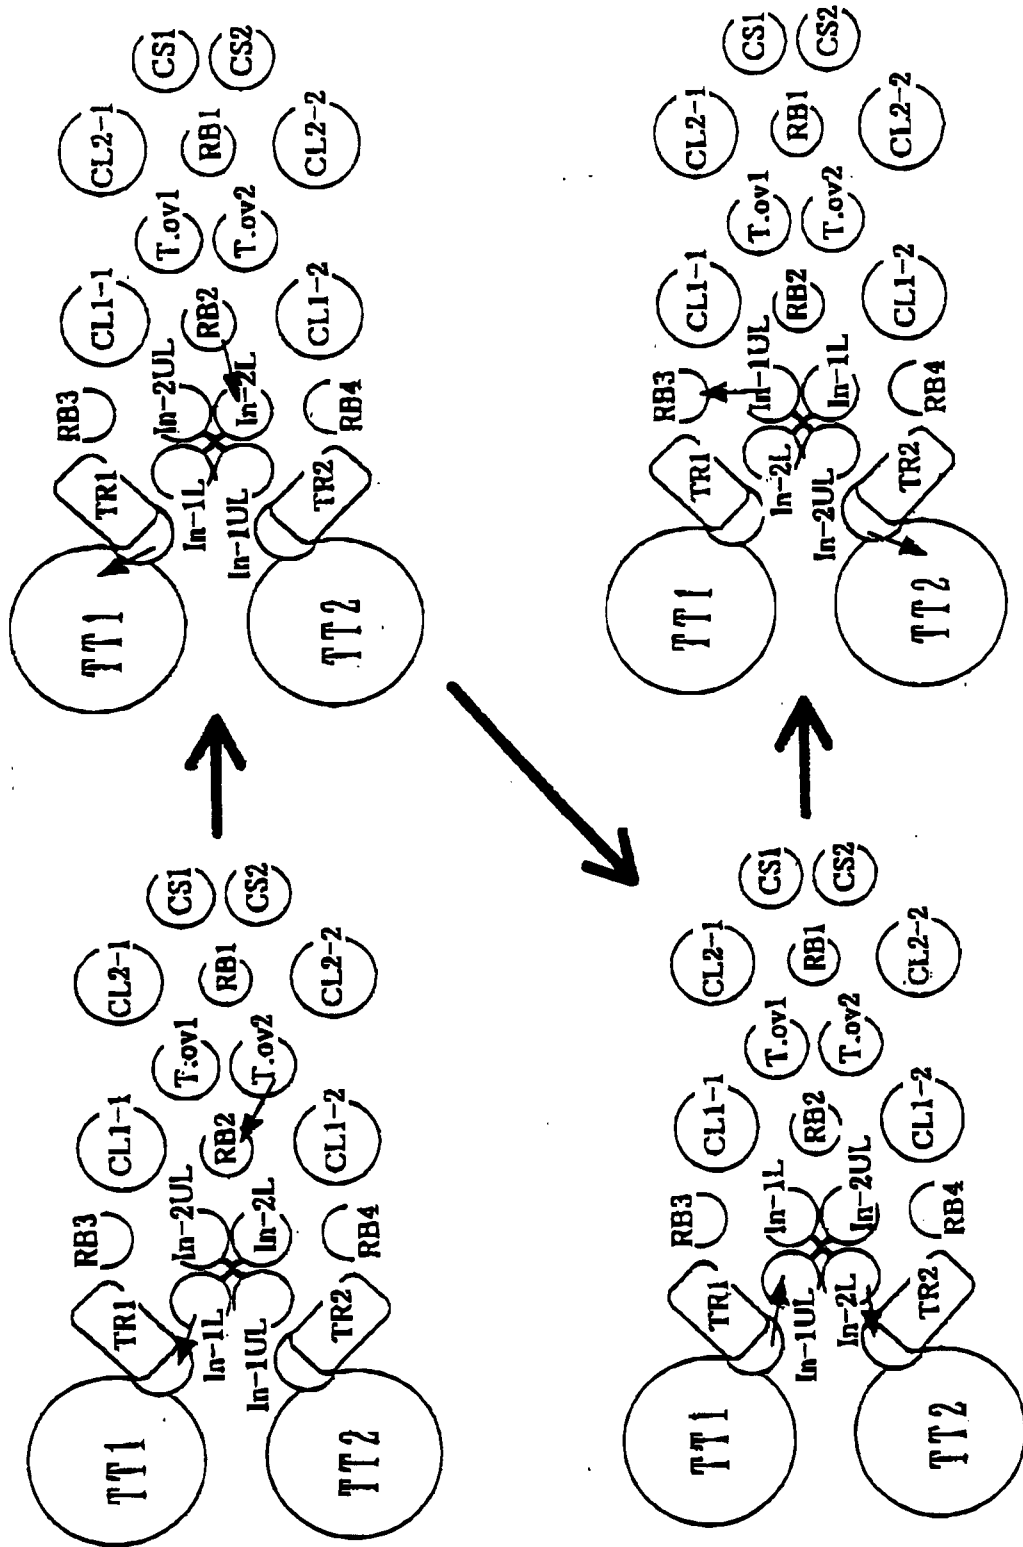 TT1
TR1
RB3
CL1-1
CL2-1
In-1L
In-2UL
T.ov1
CS1
RB2
RB1
In-1UL
In-2L
T.ov2
CS2
TT2
TR2
RB4
CL1-2
CL2-2
TT1
TR1
RB3
CL1-1
CL2-1
In-1L
In-2UL
T.ov1
CS1
RB2
RB1
In-1UL
In-2L
T.ov2
CS2
TT2
TR2
RB4
CL1-2
CL2-2
TT1
TR1
RB3
CL1-1
CL2-1
In-1UL
In-1L
T.ov1
CS1
RB2
RB1
In-2L
In-2UL
T.ov2
CS2
TT2
TR2
RB4
CL1-2
CL2-2
TT1
TR1
RB3
CL1-1
CL2-1
In-2L
In-1UL
T.ov1
CS1
RB2
RB1
In-2UL
In-1L
T.ov2
CS2
TT2
TR2
RB4
CL1-2
CL2-2